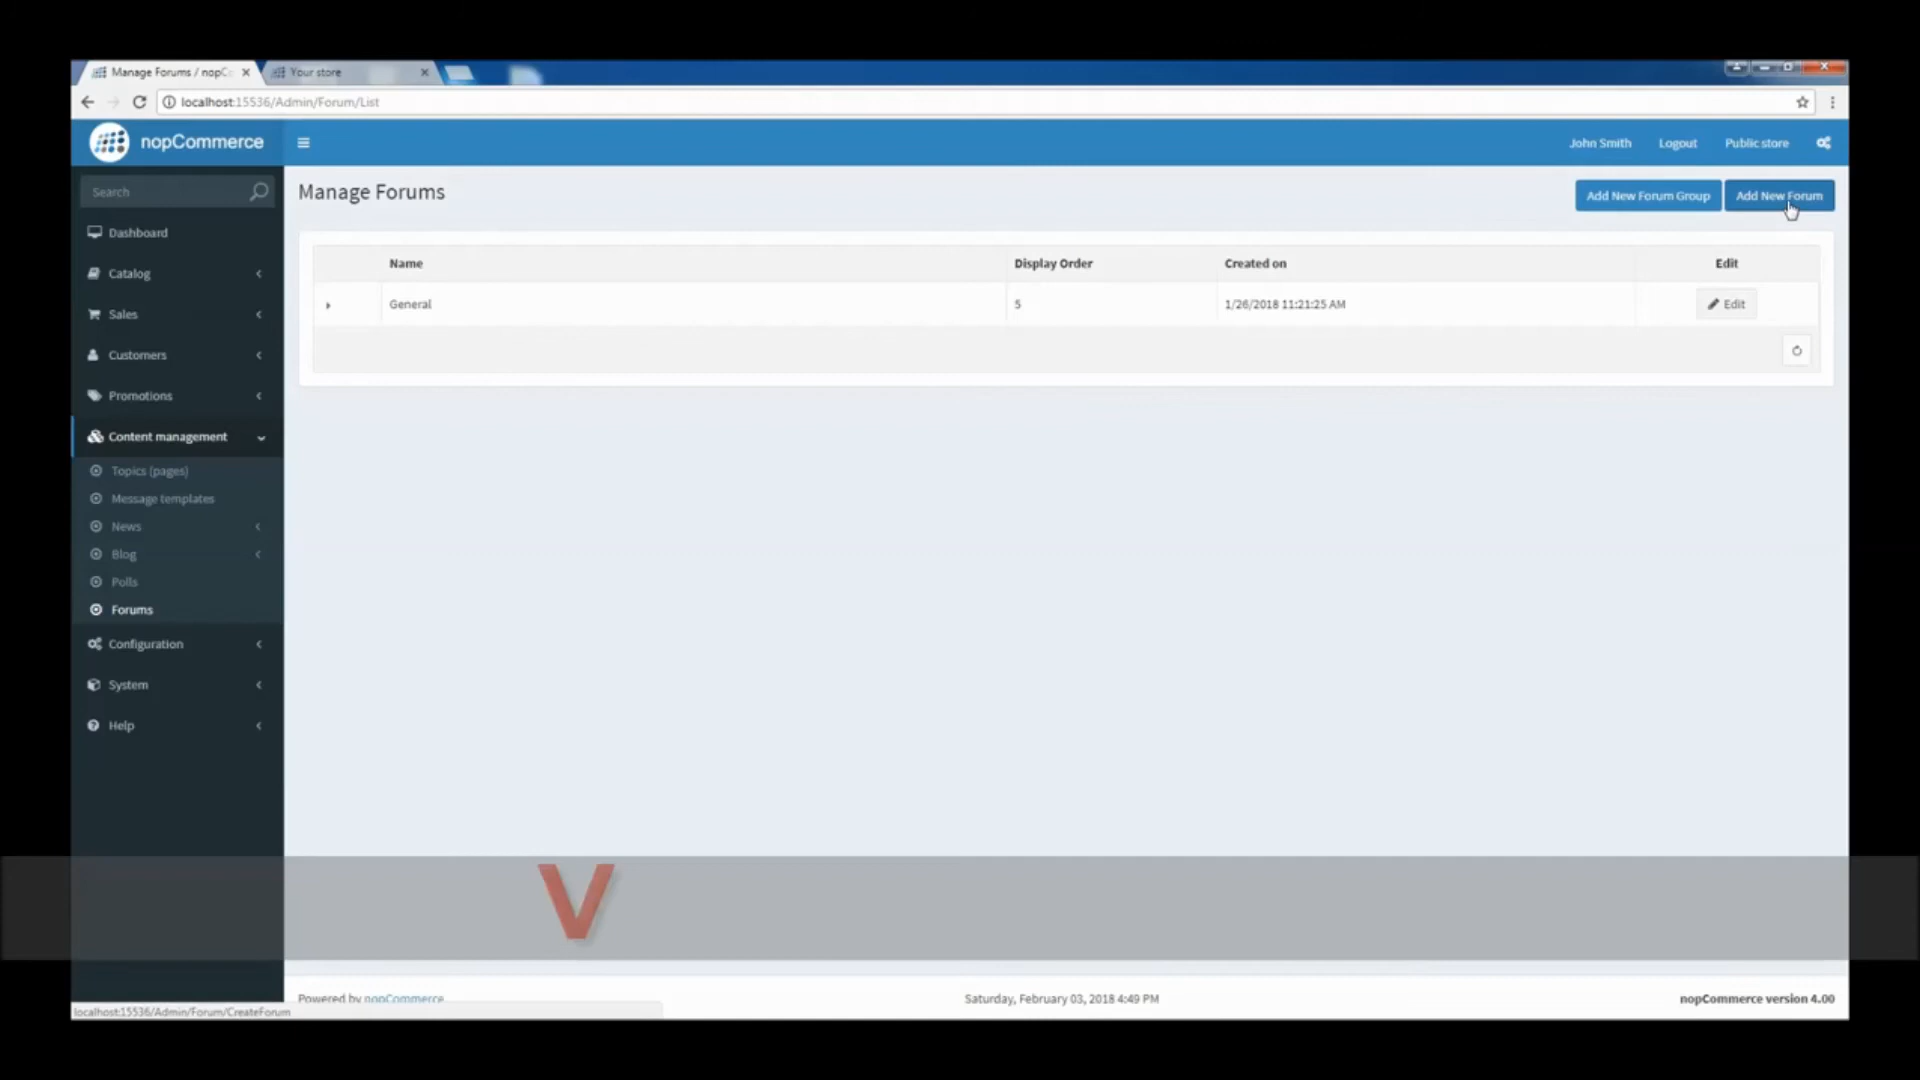 Manage Forums / nopC
Your store
localhost:15536/Admin/Forum/List
nopCommerce
John Smith
Logout
Public store
Search
Manage Forums
Add New Forum Group
Add New Forum
Dashboard
Catalog
Sales
Customers
Promotions
Content management
Topics (pages)
Message templates
News
Blog
Polls
Forums
Configuration
System
Help
Name
Display Order
Created on
Edit
General
5
1/26/2018 11:21:25 AM
Edit
V
Powered by nopCommerce
Saturday, February 03, 2018 4:49 PM
nopCommerce version 4.00
localhost:15536/Admin/Forum/CreateForum